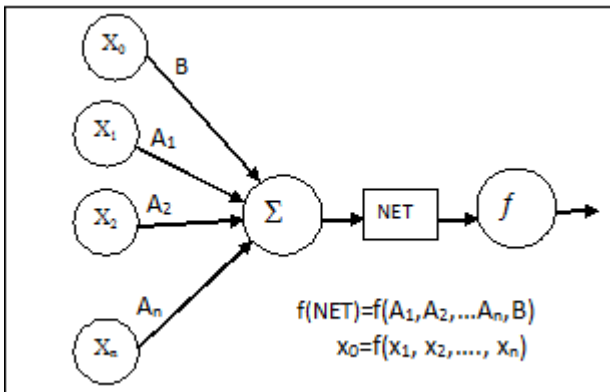 X₀
B
X₁
A₁
X₂
A₂
Σ
NET
f
Aₙ
Xₙ
f(NET)=f(A₁,A₂,...Aₙ,B)
x₀=f(x₁, x₂,...., xₙ)